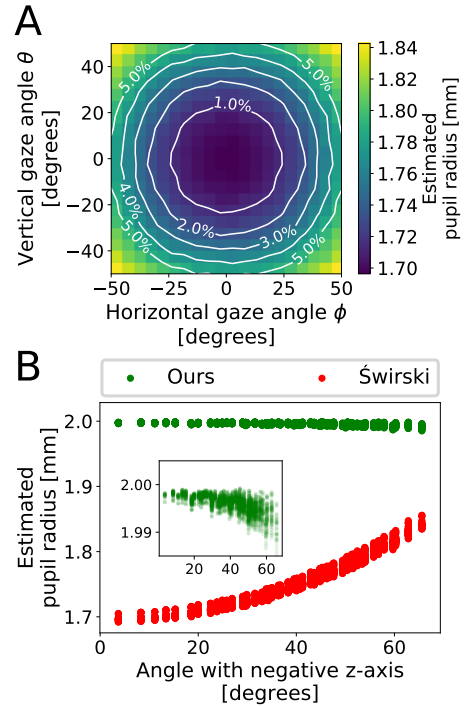 A
Vertical gaze angle θ
[degrees]
40
20
0
−20
−40
−50
−25
0
25
50
Horizontal gaze angle ϕ
[degrees]
5.0%
5.0%
1.0%
4.0%
2.0%
3.0%
5.0%
5.0%
1.84
1.82
1.80
1.78
1.76
1.74
1.72
1.70
Estimated
pupil radius [mm]
B
Ours
Świrski
Estimated
pupil radius [mm]
2.0
1.9
1.8
1.7
2.00
1.99
20
40
60
0
20
40
60
Angle with negative z-axis
[degrees]